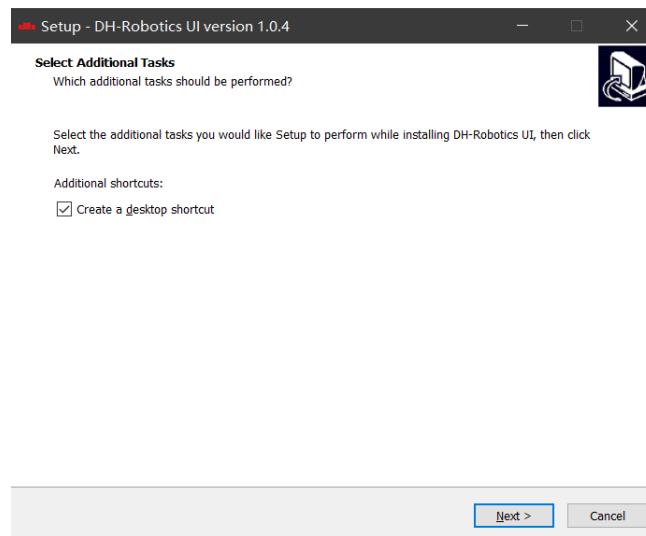 Setup - DH-Robotics UI version 1.0.4
Select Additional Tasks
Which additional tasks should be performed?
Select the additional tasks you would like Setup to perform while installing DH-Robotics UI, then click
Next.
Additional shortcuts:
Create a desktop shortcut
Next >
Cancel